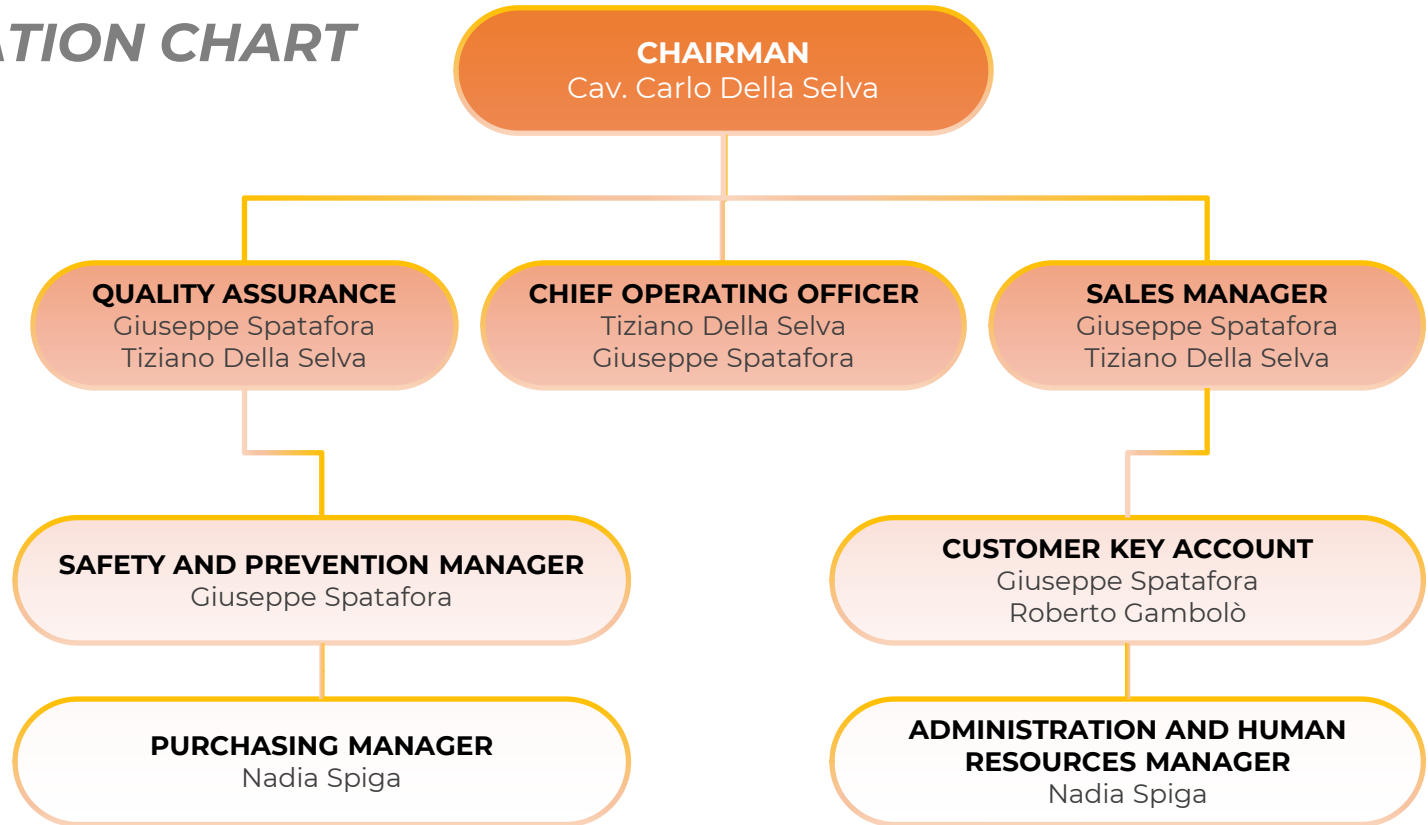 ATION CHART
CHAIRMAN
Cav. Carlo Della Selva
QUALITY ASSURANCE
Giuseppe Spatafora
Tiziano Della Selva
CHIEF OPERATING OFFICER
Tiziano Della Selva
Giuseppe Spatafora
SALES MANAGER
Giuseppe Spatafora
Tiziano Della Selva
SAFETY AND PREVENTION MANAGER
Giuseppe Spatafora
CUSTOMER KEY ACCOUNT
Giuseppe Spatafora
Roberto Gambolò
PURCHASING MANAGER
Nadia Spiga
ADMINISTRATION AND HUMAN
RESOURCES MANAGER
Nadia Spiga